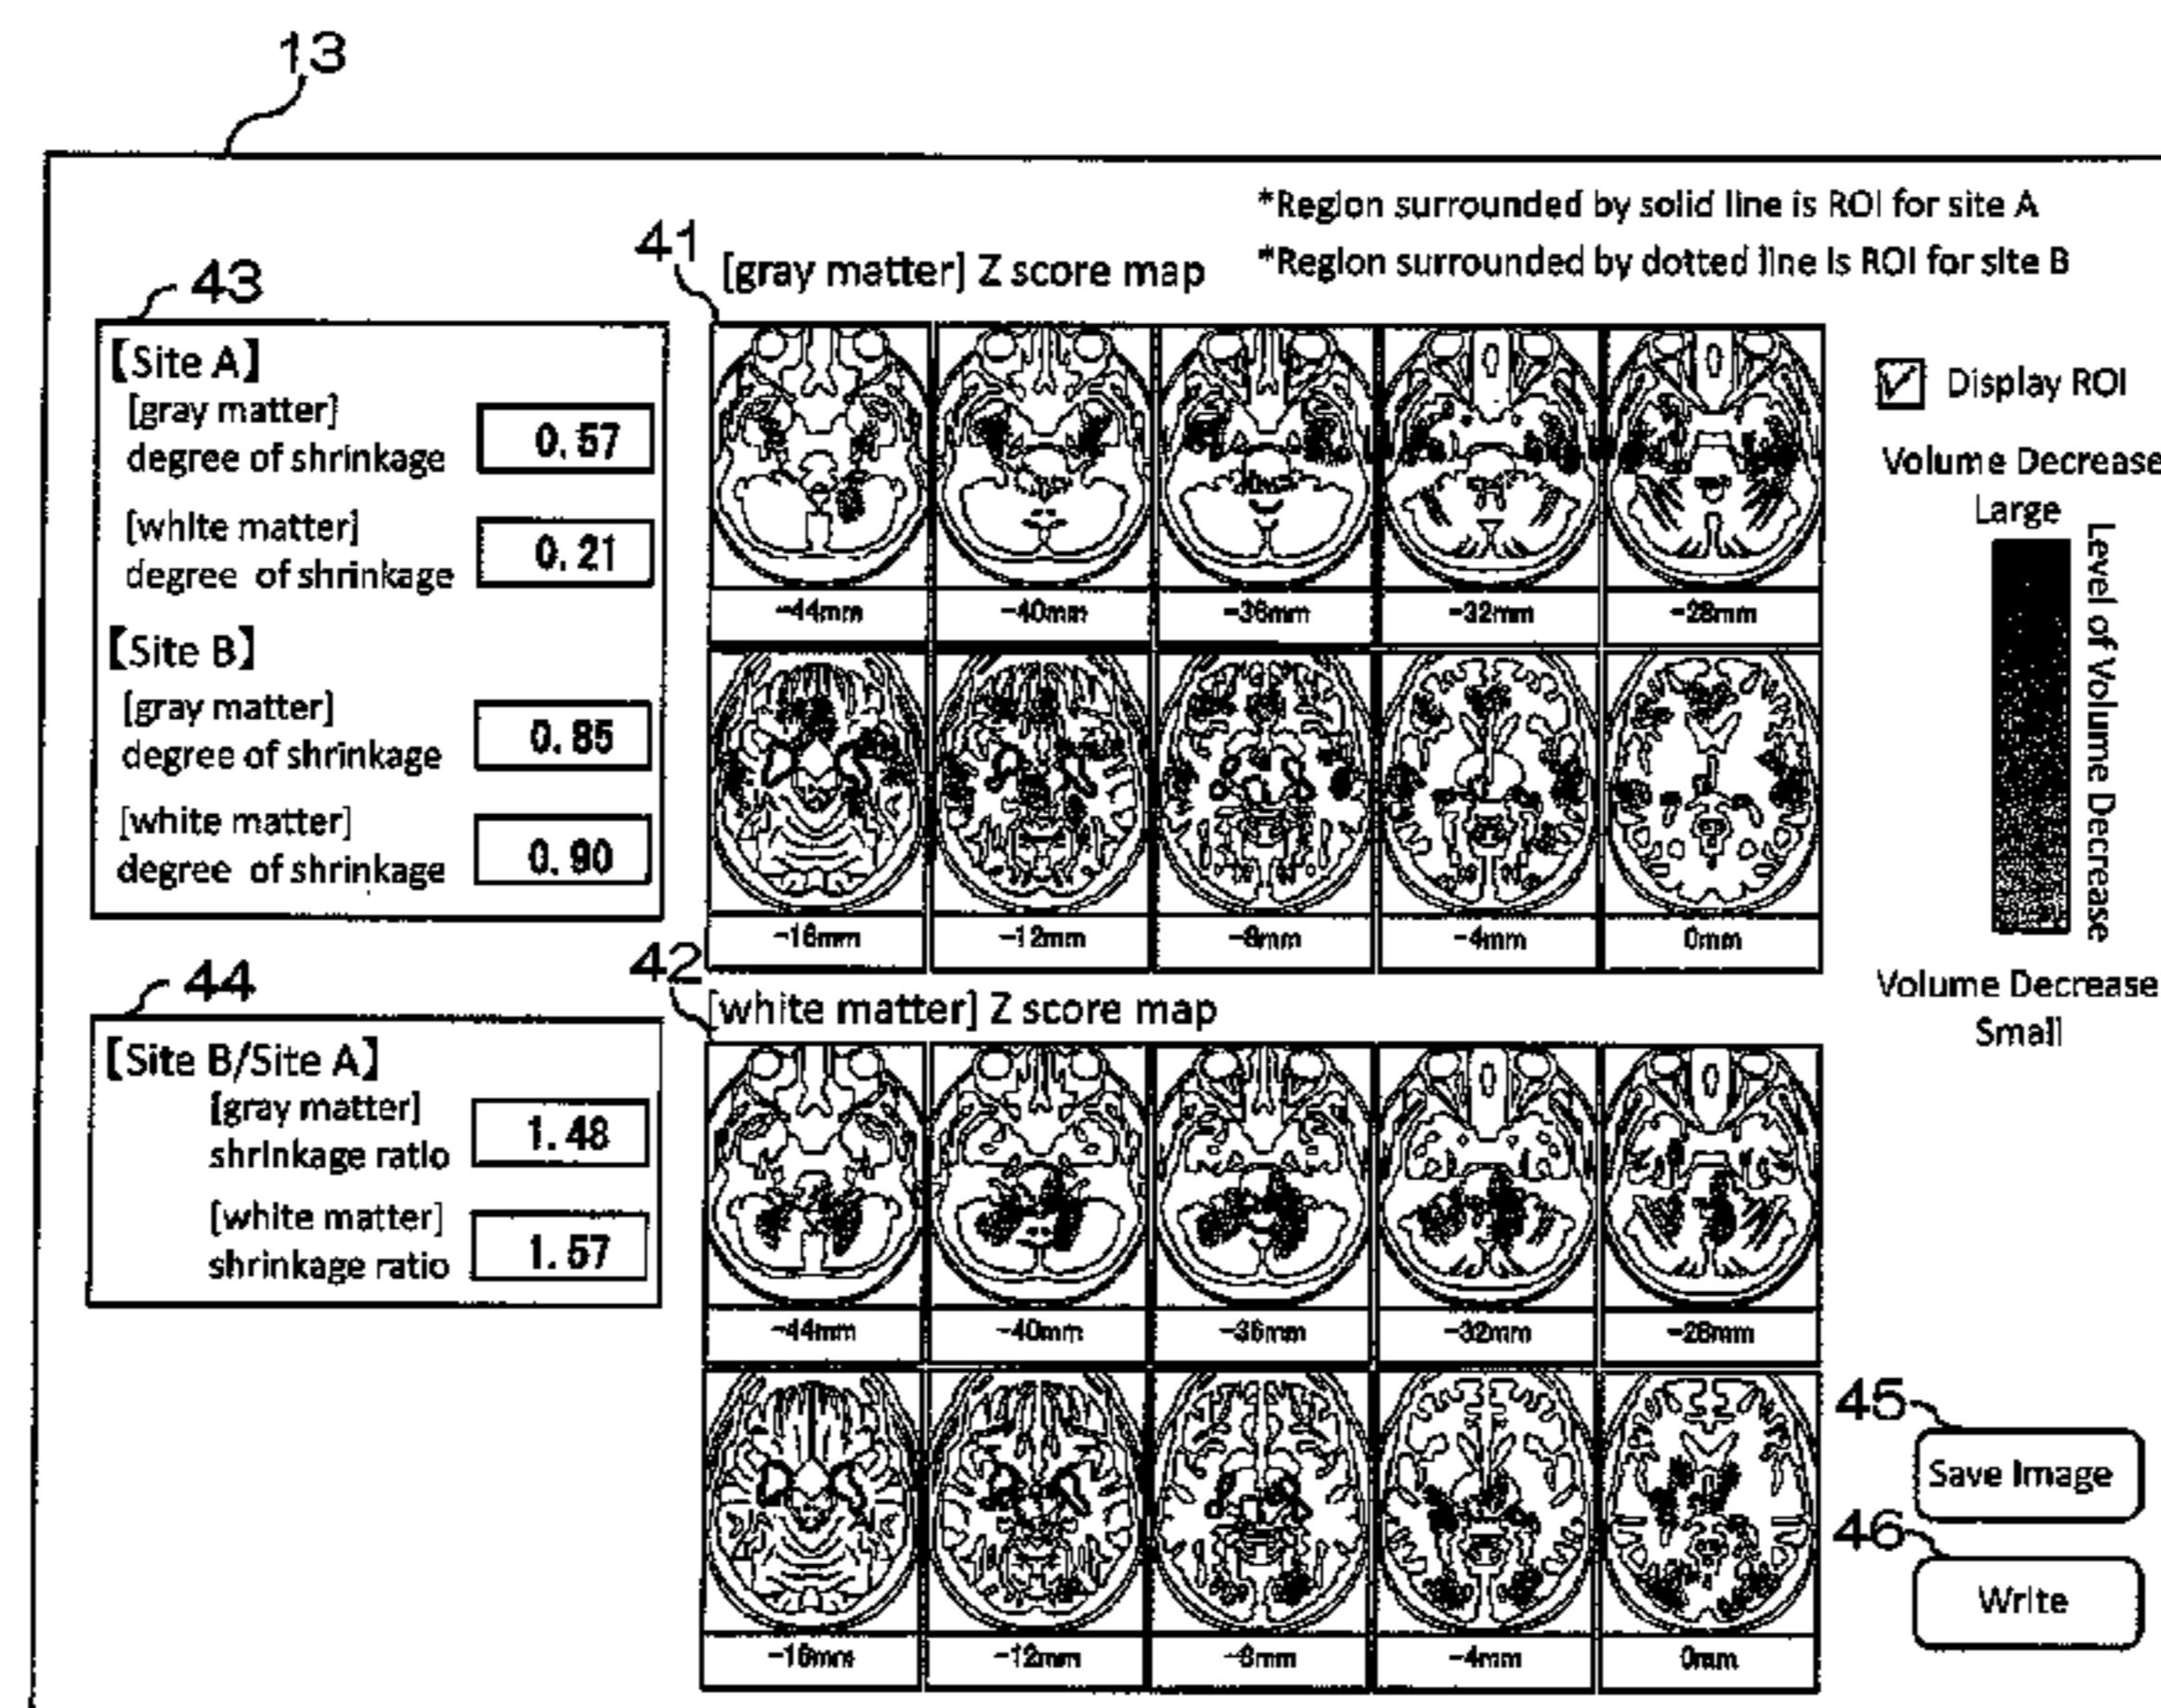 13
*Region surrounded by solid line is ROI for site A
*Region surrounded by dotted line is ROI for site B
41
[gray matter] Z score map
43
【Site A】
[gray matter]
degree of shrinkage
0.57
[white matter]
degree of shrinkage
0.21
【Site B】
[gray matter]
degree of shrinkage
0.85
[white matter]
degree of shrinkage
0.90
-44mm
-40mm
-36mm
-32mm
-28mm
-16mm
-12mm
-8mm
-4mm
0mm
Display ROI
Volume Decrease
Large
Level of Volume Decrease
Volume Decrease
Small
44
【Site B/Site A】
[gray matter]
shrinkage ratio
1.48
[white matter]
shrinkage ratio
1.57
42
[white matter] Z score map
-44mm
-40mm
-36mm
-32mm
-28mm
-16mm
-12mm
-8mm
-4mm
0mm
45
Save Image
46
Write